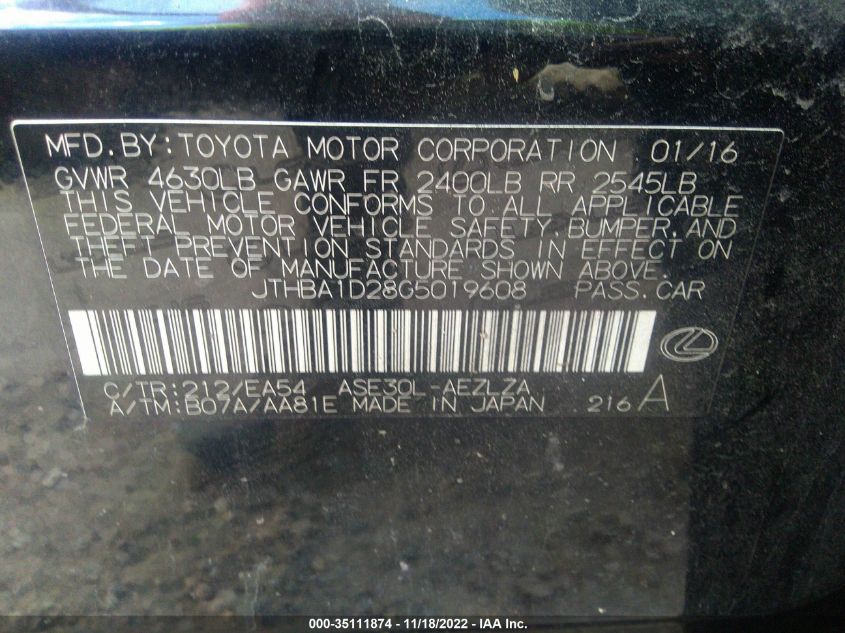 MFD.BY:TOYOTA MOTOR CORPORATION 01/16
GVWR 4630LB GAWR FR 2400LB RR 2545LB
THIS VEHICLE CONFORMS TO ALL APPLICABLE
FEDERAL MOTOR VEHICLE SAFETY,BUMPER,AND
THEFT PREVENTION STANDARDS IN EFFECT ON
THE DATE OF MANUFACTURE SHOWN ABOVE.
JTHBA1D28G5019608 PASS.CAR
C/TR:212/EA54 ASE30L-AEZLZA
A/TM:B07A/AA81E MADE IN JAPAN 216A
000-35111874 - 11/18/2022 - IAA Inc.